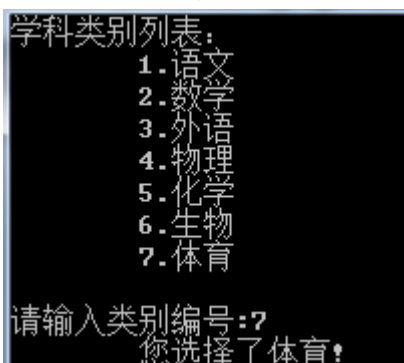 学科类别列表:
1.语文
2.数学
3.外语
4.物理
5.化学
6.生物
7.体育
请输入类别编号:7
您选择了体育!